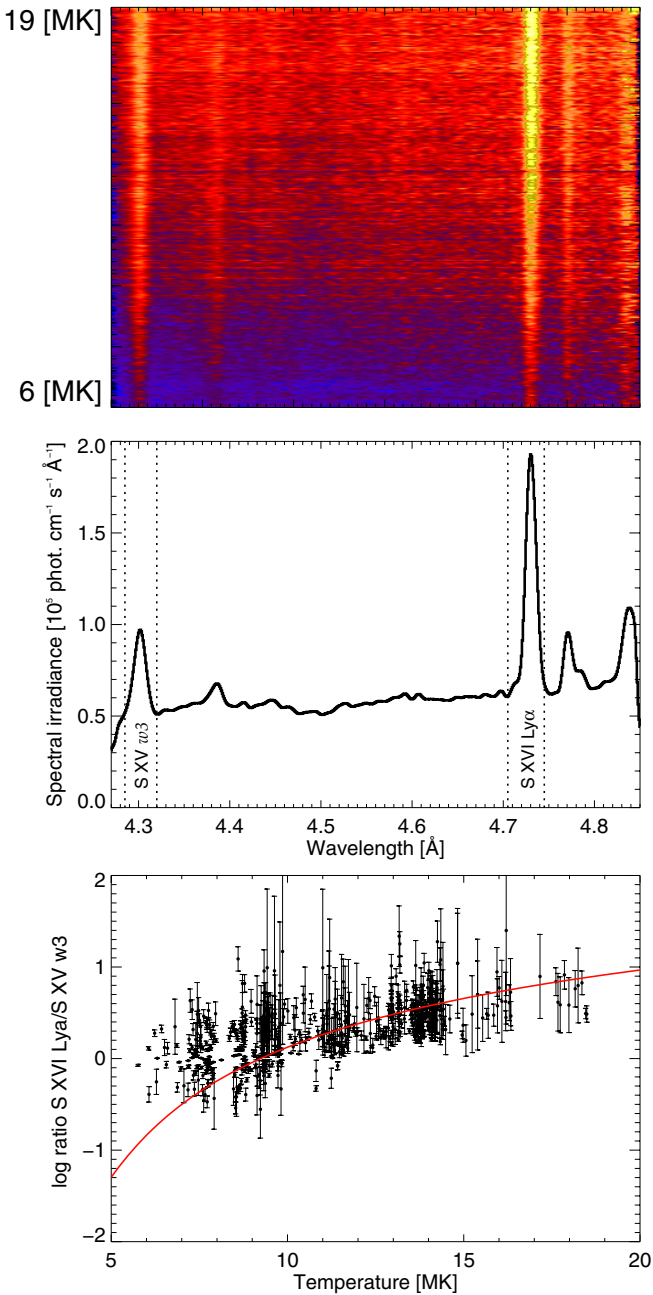 19 [MK]
6 [MK]
Spectral irradiance [10⁵ phot. cm⁻¹ s⁻¹ Å⁻¹]
2.0
1.5
1.0
0.5
0.0
S XV w3
S XVI Lyα
4.3 4.4 4.5 4.6 4.7 4.8
Wavelength [Å]
log ratio S XVI Lya/S XV w3
2
1
0
−1
−2
5 10 15 20
Temperature [MK]